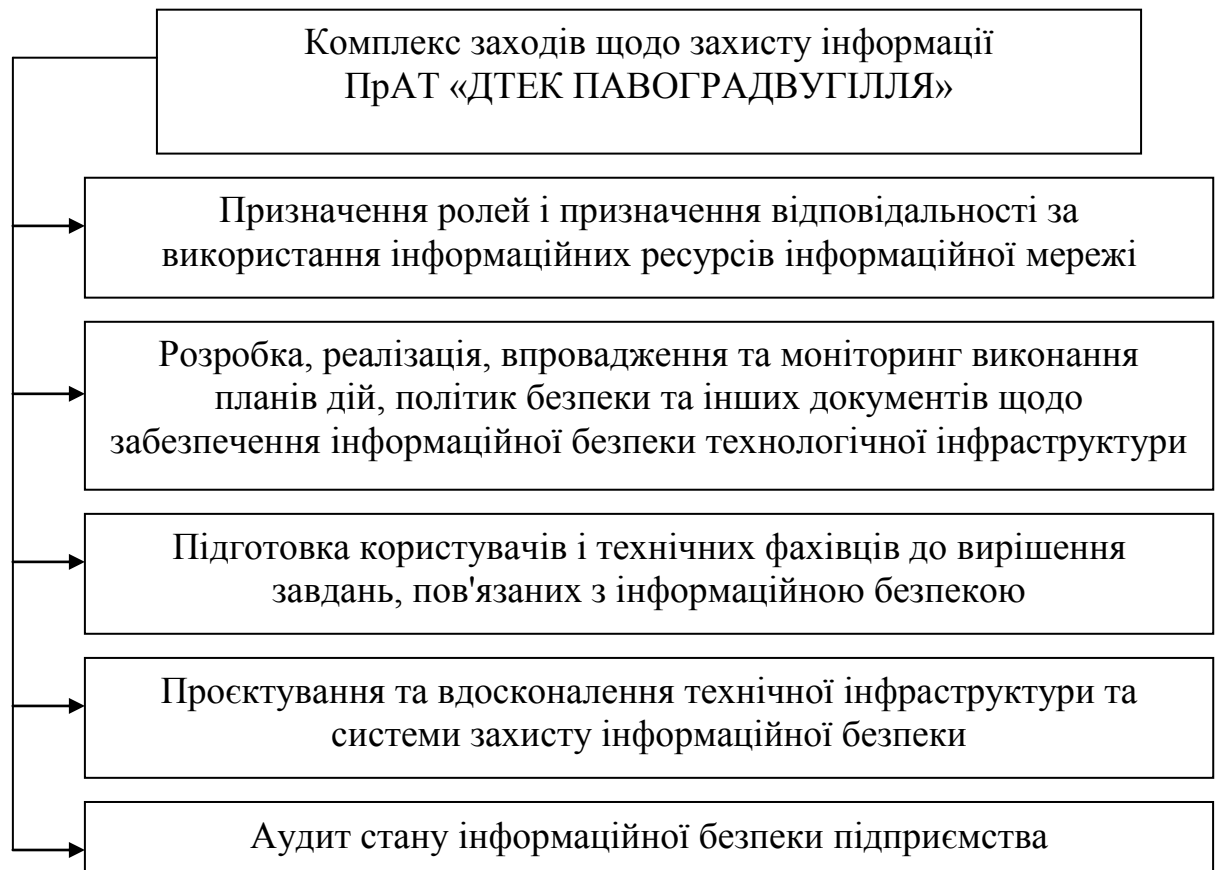 Комплекс заходів щодо захисту інформації
ПрАТ «ДТЕК ПАВОГРАДВУГІЛЛЯ»
Призначення ролей і призначення відповідальності за
використання інформаційних ресурсів інформаційної мережі
Розробка, реалізація, впровадження та моніторинг виконання
планів дій, політик безпеки та інших документів щодо
забезпечення інформаційної безпеки технологічної інфраструктури
Підготовка користувачів і технічних фахівців до вирішення
завдань, пов'язаних з інформаційною безпекою
Проєктування та вдосконалення технічної інфраструктури та
системи захисту інформаційної безпеки
Аудит стану інформаційної безпеки підприємства